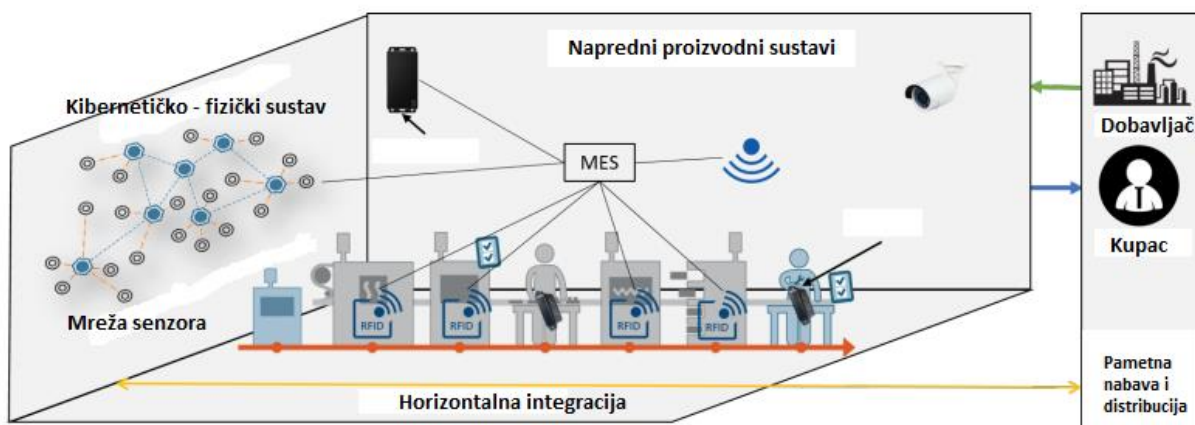 Napredni proizvodni sustavi
Kibernetičko - fizički sustav
MES
Dobavljač
Kupac
Mreža senzora
RFID
RFID
RFID
RFID
Horizontalna integracija
Pametna
nabava i
distribucija